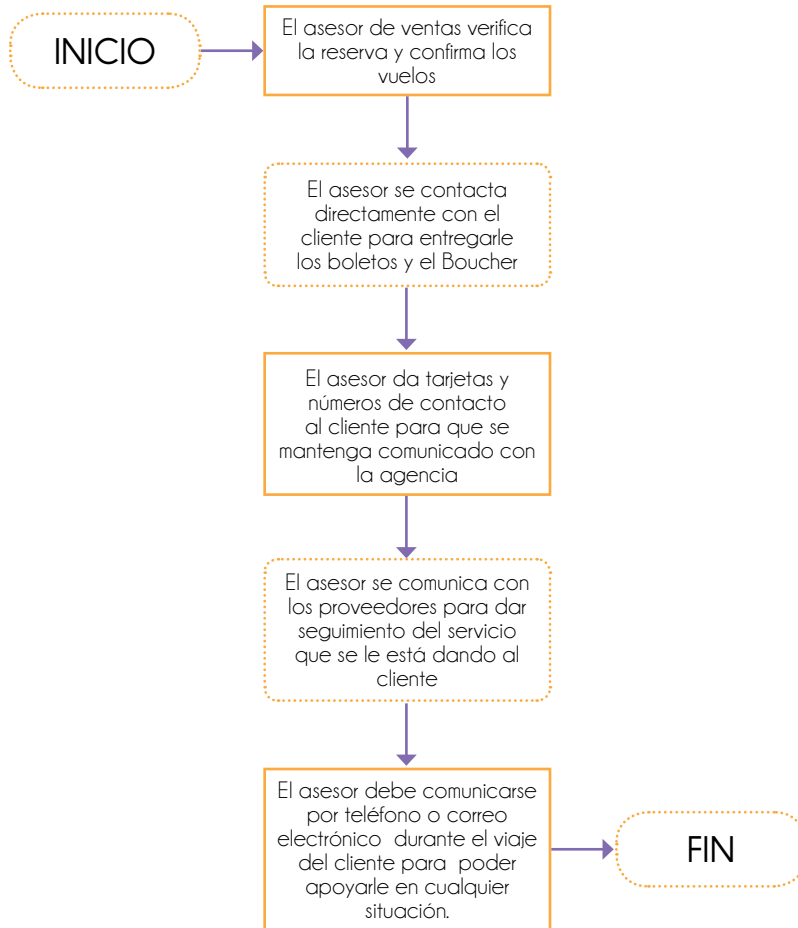 INICIO
El asesor de ventas verifica
la reserva y confirma los
vuelos
El asesor se contacta
directamente con el
cliente para entregarle
los boletos y el Boucher
El asesor da tarjetas y
números de contacto
al cliente para que se
mantenga comunicado con
la agencia
El asesor se comunica con
los proveedores para dar
seguimiento del servicio
que se le está dando al
cliente
El asesor debe comunicarse
por teléfono o correo
electrónico durante el viaje
del cliente para poder
apoyarle en cualquier
situación.
FIN